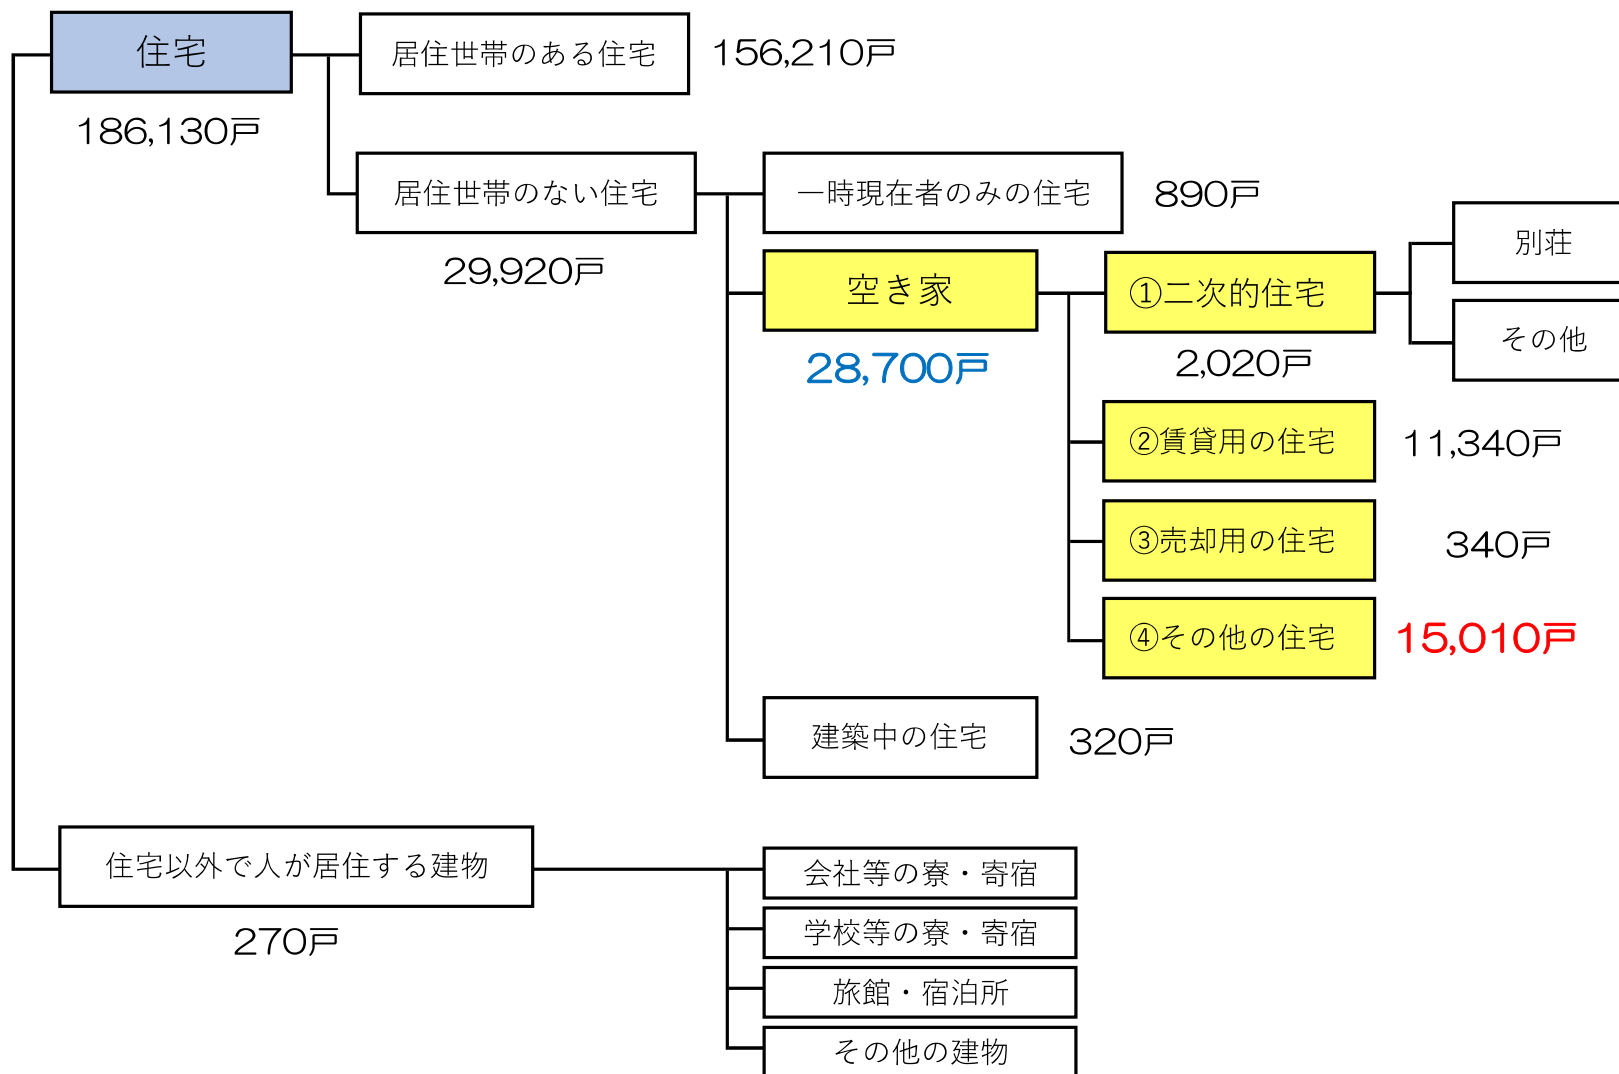 住宅
186,130戸
居住世帯のある住宅
156,210戸
居住世帯のない住宅
29,920戸
一時現在者のみの住宅
890戸
空き家
28,700戸
①二次的住宅
2,020戸
別荘
その他
②賃貸用の住宅
11,340戸
③売却用の住宅
340戸
④その他の住宅
15,010戸
建築中の住宅
320戸
住宅以外で人が居住する建物
270戸
会社等の寮・寄宿
学校等の寮・寄宿
旅館・宿泊所
その他の建物